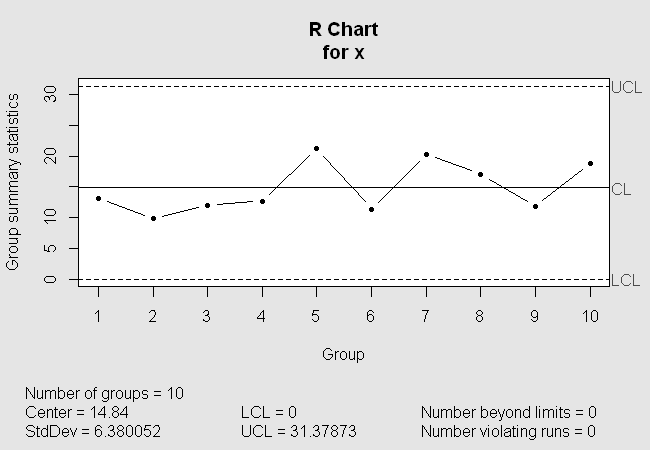 R Chart
for x
Group summary statistics
30
20
10
5
0
UCL
CL
LCL
1 2 3 4 5 6 7 8 9 10
Group
Number of groups = 10
Center = 14.84
StdDev = 6.380052
LCL = 0
UCL = 31.37873
Number beyond limits = 0
Number violating runs = 0